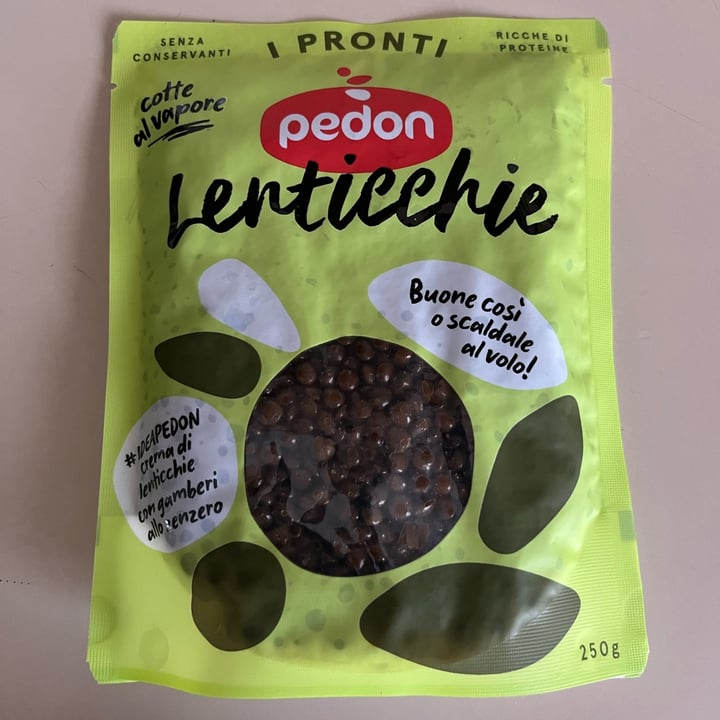 SENZA
CONSERVANTI
I PRONTI
RICCHE DI
PROTEINE
cotte
al vapore
pedon
Lenticchie
Buone così
o scaldale
al volo!
#IDEAPEDON
crema di
lenticchie
con gamberi
allo zenzero
250g